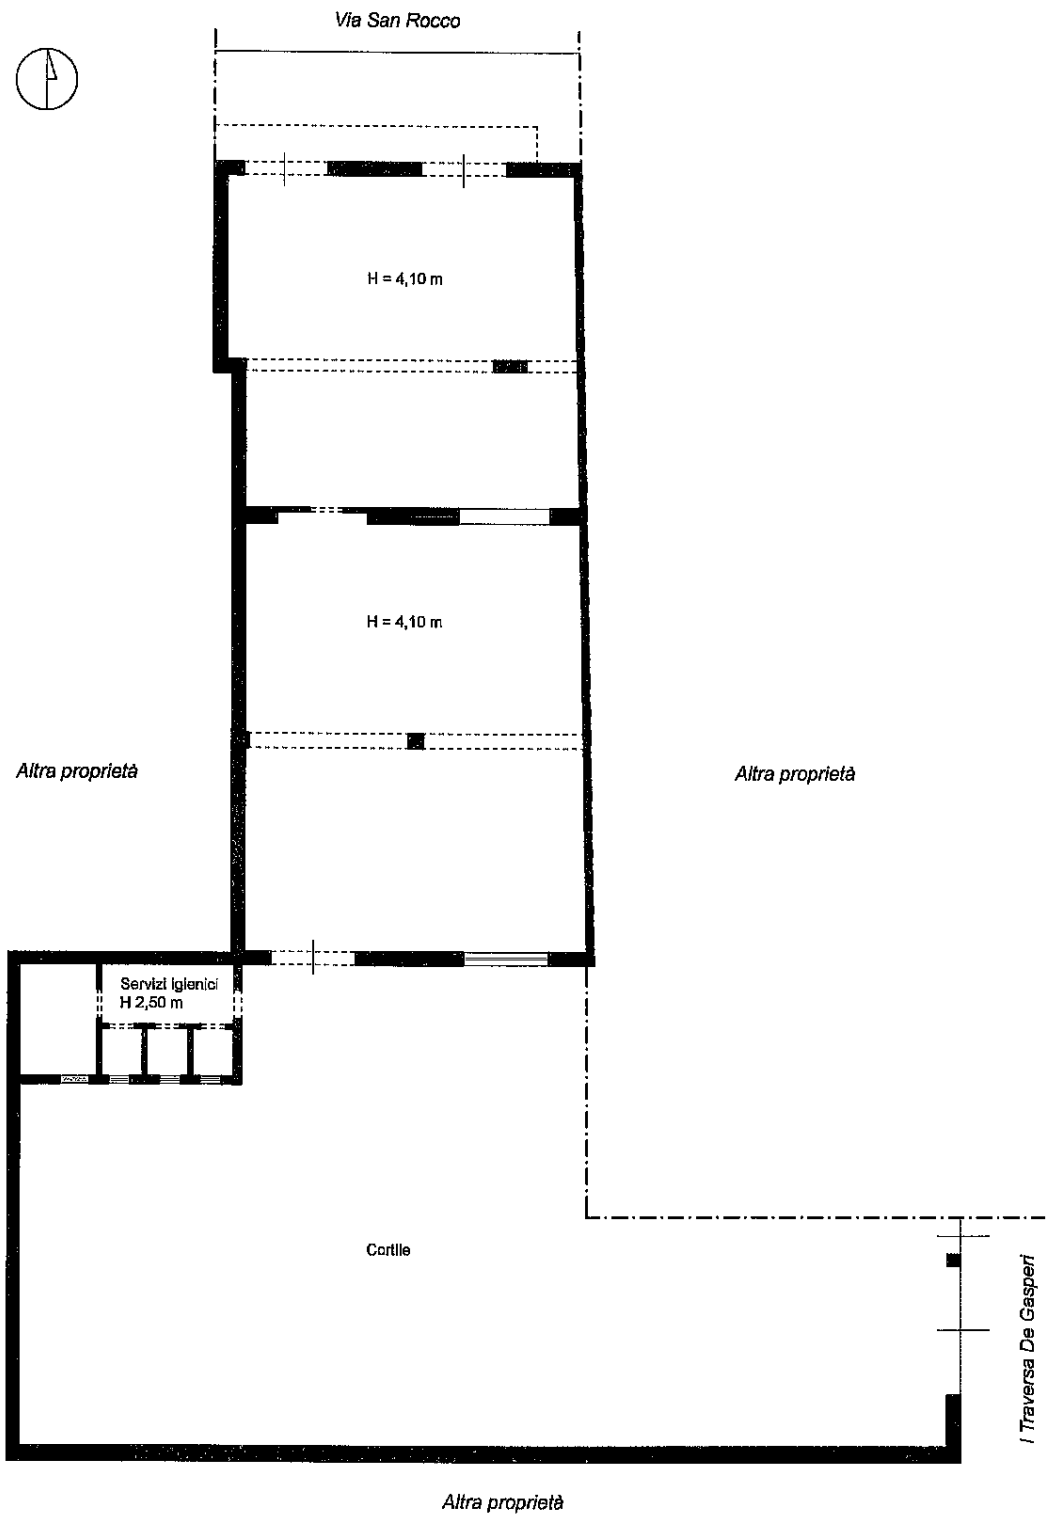 Via San Rocco
H = 4,10 m
H = 4,10 m
Altra proprietà
Altra proprietà
Servizi igienici
H 2,50 m
Cortile
I Traversa De Gasperi
Altra proprietà